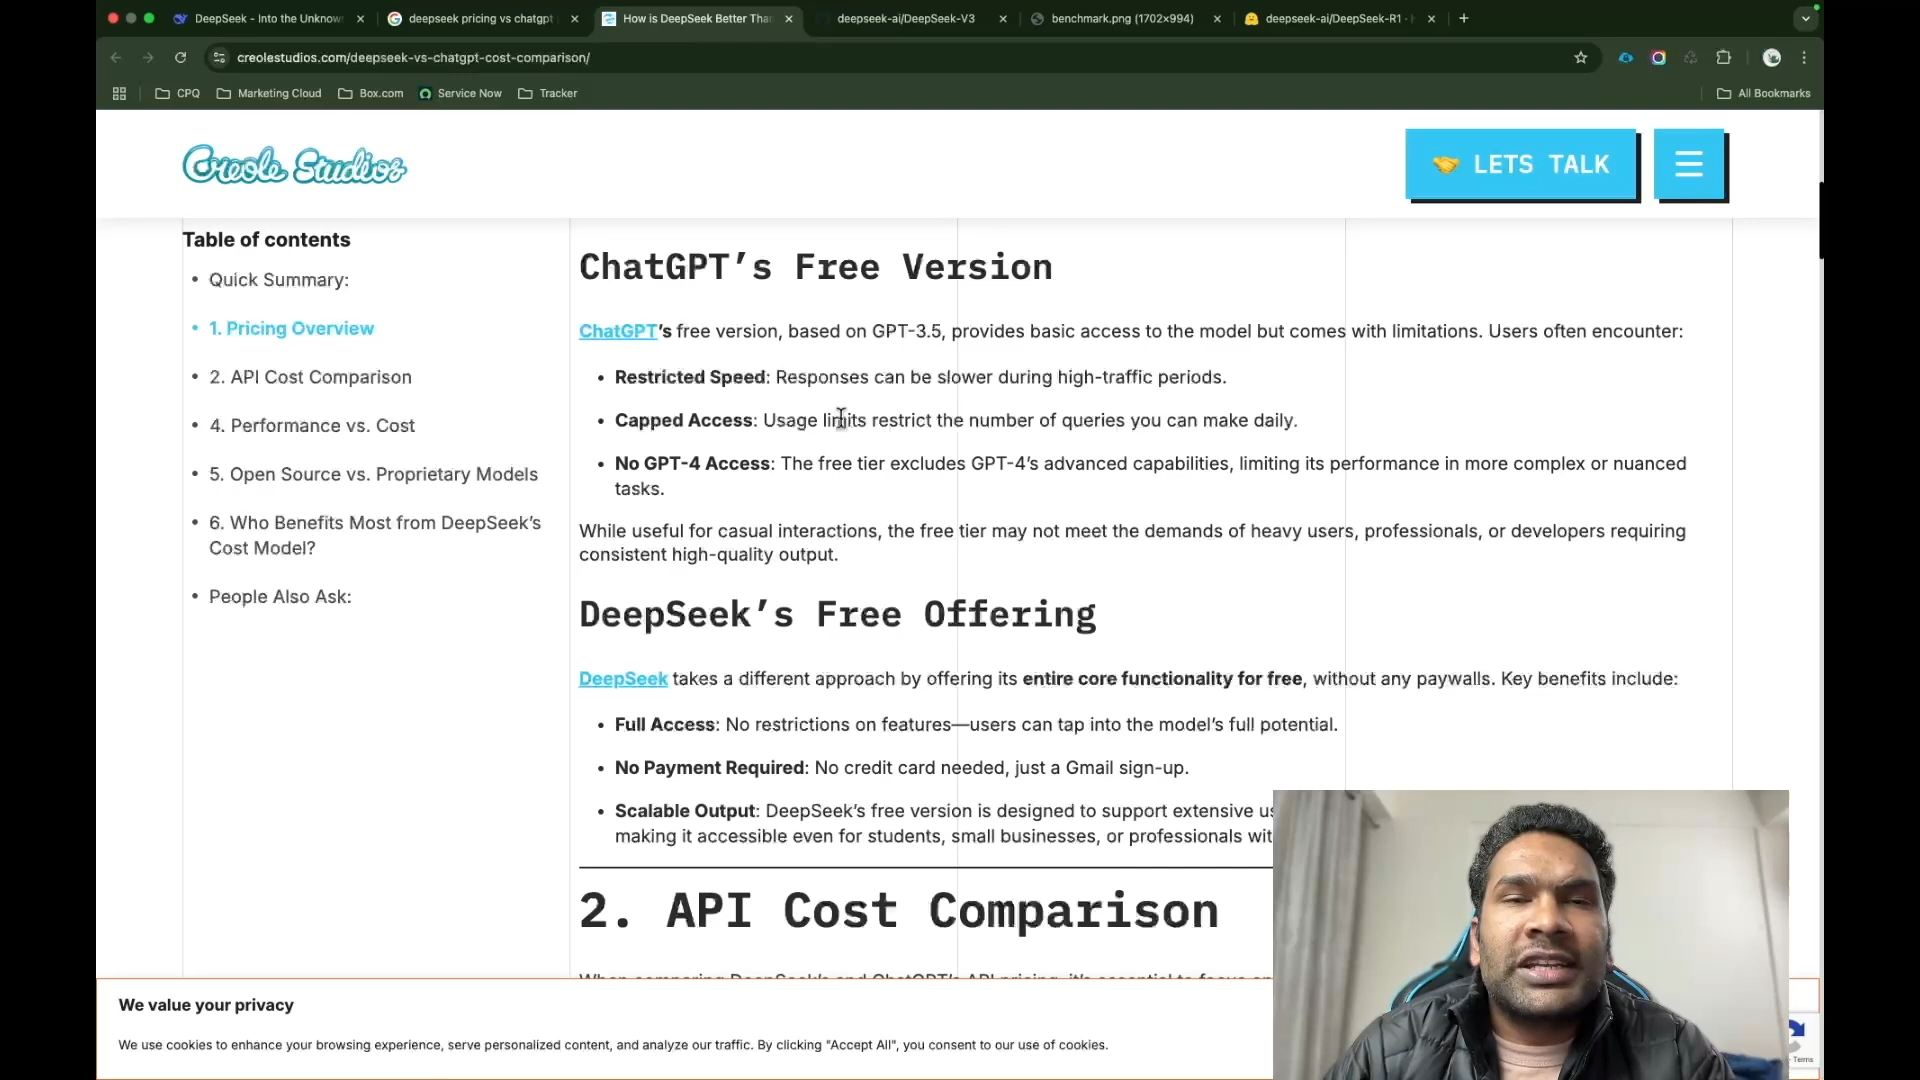 DeepSeek - Into the Unknown
deepseek pricing vs chatgpt
How is DeepSeek Better Than
deepseek-ai/DeepSeek-V3
benchmark.png (1702×994)
deepseek-ai/DeepSeek-R1 ·
creolestudios.com/deepseek-vs-chatgpt-cost-comparison/
CPQ
Marketing Cloud
Box.com
Service Now
Tracker
All Bookmarks
Creole Studios
LETS TALK
Table of contents
• Quick Summary:
• 1. Pricing Overview
• 2. API Cost Comparison
• 4. Performance vs. Cost
• 5. Open Source vs. Proprietary Models
• 6. Who Benefits Most from DeepSeek’s
Cost Model?
• People Also Ask:
ChatGPT’s Free Version
ChatGPT’s free version, based on GPT-3.5, provides basic access to the model but comes with limitations. Users often encounter:
• Restricted Speed: Responses can be slower during high-traffic periods.
• Capped Access: Usage limits restrict the number of queries you can make daily.
• No GPT-4 Access: The free tier excludes GPT-4’s advanced capabilities, limiting its performance in more complex or nuanced
tasks.
While useful for casual interactions, the free tier may not meet the demands of heavy users, professionals, or developers requiring
consistent high-quality output.
DeepSeek’s Free Offering
DeepSeek takes a different approach by offering its entire core functionality for free, without any paywalls. Key benefits include:
• Full Access: No restrictions on features—users can tap into the model’s full potential.
• No Payment Required: No credit card needed, just a Gmail sign-up.
• Scalable Output: DeepSeek’s free version is designed to support extensive
making it accessible even for students, small businesses, or professionals
2. API Cost Comparison
When comparing DeepSeek’s and ChatGPT’s API pricing, it’s essential to focus
We value your privacy
We use cookies to enhance your browsing experience, serve personalized content, and analyze our traffic. By clicking "Accept All", you consent to our use of cookies.
Terms